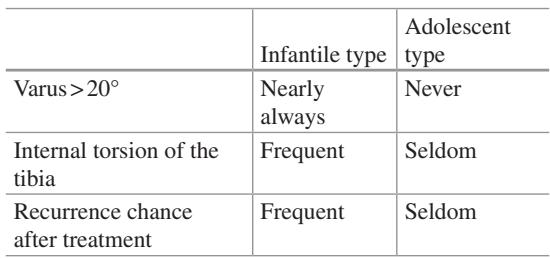 Infantile type Adolescent
type
Varus > 20° Nearly
always Never
Internal torsion of the
tibia Frequent Seldom
Recurrence chance
after treatment Frequent Seldom